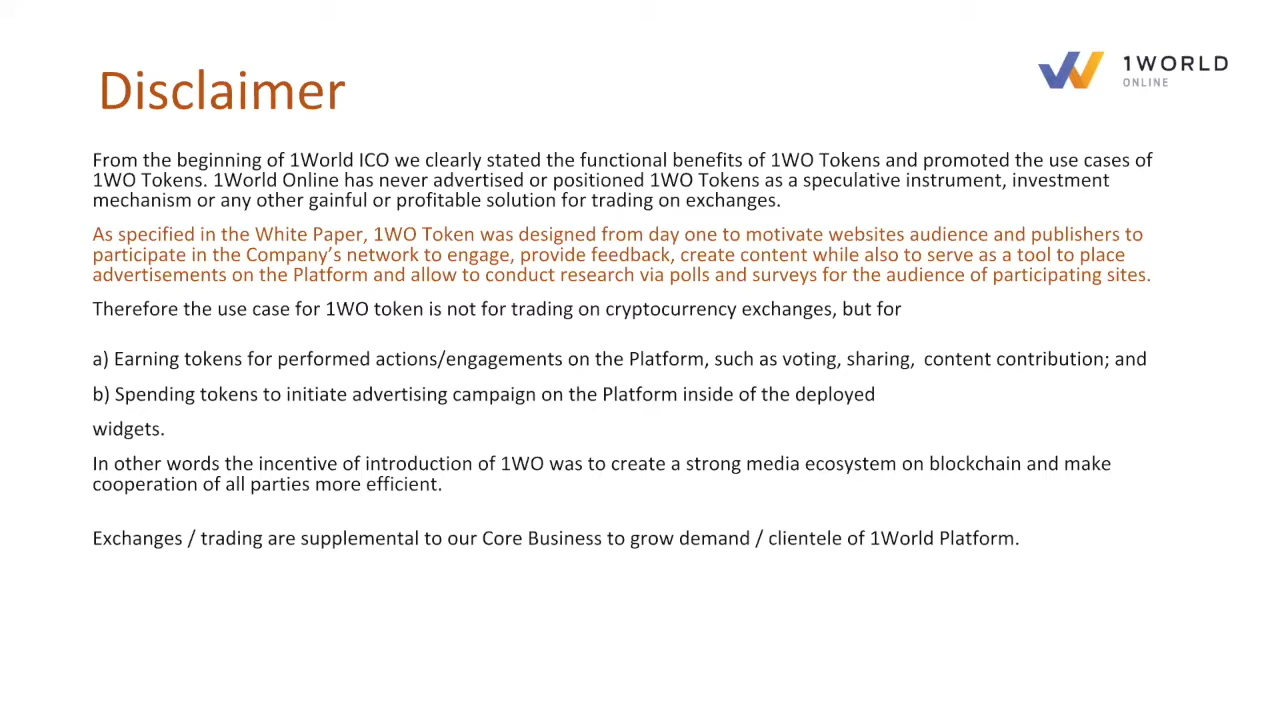 Disclaimer
1WORLD
ONLINE
From the beginning of 1World ICO we clearly stated the functional benefits of 1WO Tokens and promoted the use cases of
1WO Tokens. 1World Online has never advertised or positioned 1WO Tokens as a speculative instrument, investment
mechanism or any other gainful or profitable solution for trading on exchanges.
As specified in the White Paper, 1WO Token was designed from day one to motivate websites audience and publishers to
participate in the Company’s network to engage, provide feedback, create content while also to serve as a tool to place
advertisements on the Platform and allow to conduct research via polls and surveys for the audience of participating sites.
Therefore the use case for 1WO token is not for trading on cryptocurrency exchanges, but for
a) Earning tokens for performed actions/engagements on the Platform, such as voting, sharing,  content contribution; and
b) Spending tokens to initiate advertising campaign on the Platform inside of the deployed
widgets.
In other words the incentive of introduction of 1WO was to create a strong media ecosystem on blockchain and make
cooperation of all parties more efficient.
Exchanges / trading are supplemental to our Core Business to grow demand / clientele of 1World Platform.